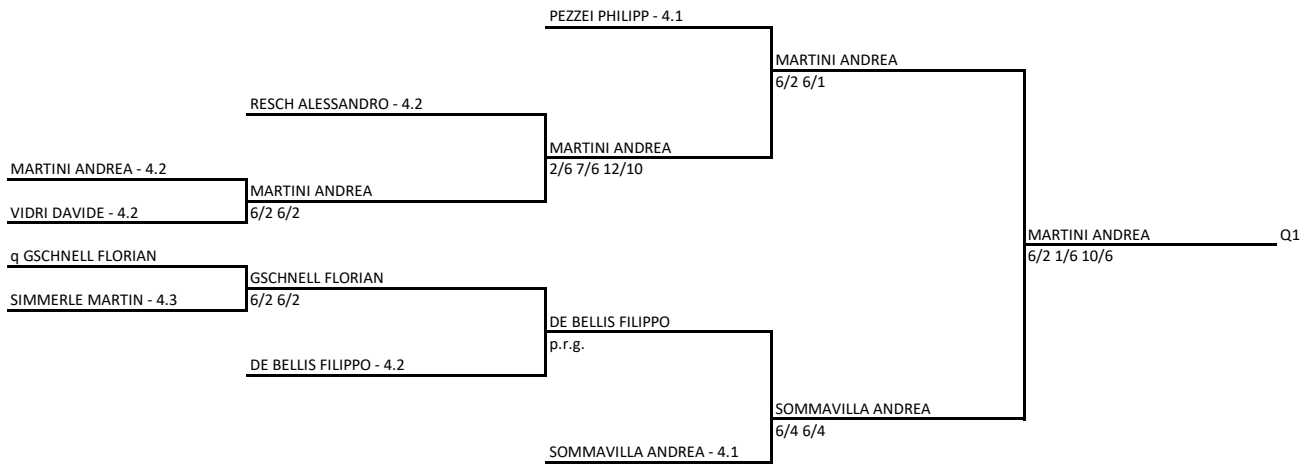 PEZZEI PHILIPP - 4.1
MARTINI ANDREA
6/2 6/1
RESCH ALESSANDRO - 4.2
MARTINI ANDREA
2/6 7/6 12/10
MARTINI ANDREA - 4.2
MARTINI ANDREA
6/2 6/2
VIDRI DAVIDE - 4.2
MARTINI ANDREA
6/2 1/6 10/6
Q1
q GSCHNELL FLORIAN
GSCHNELL FLORIAN
6/2 6/2
SIMMERLE MARTIN - 4.3
DE BELLIS FILIPPO
p.r.g.
DE BELLIS FILIPPO - 4.2
SOMMAVILLA ANDREA
6/4 6/4
SOMMAVILLA ANDREA - 4.1